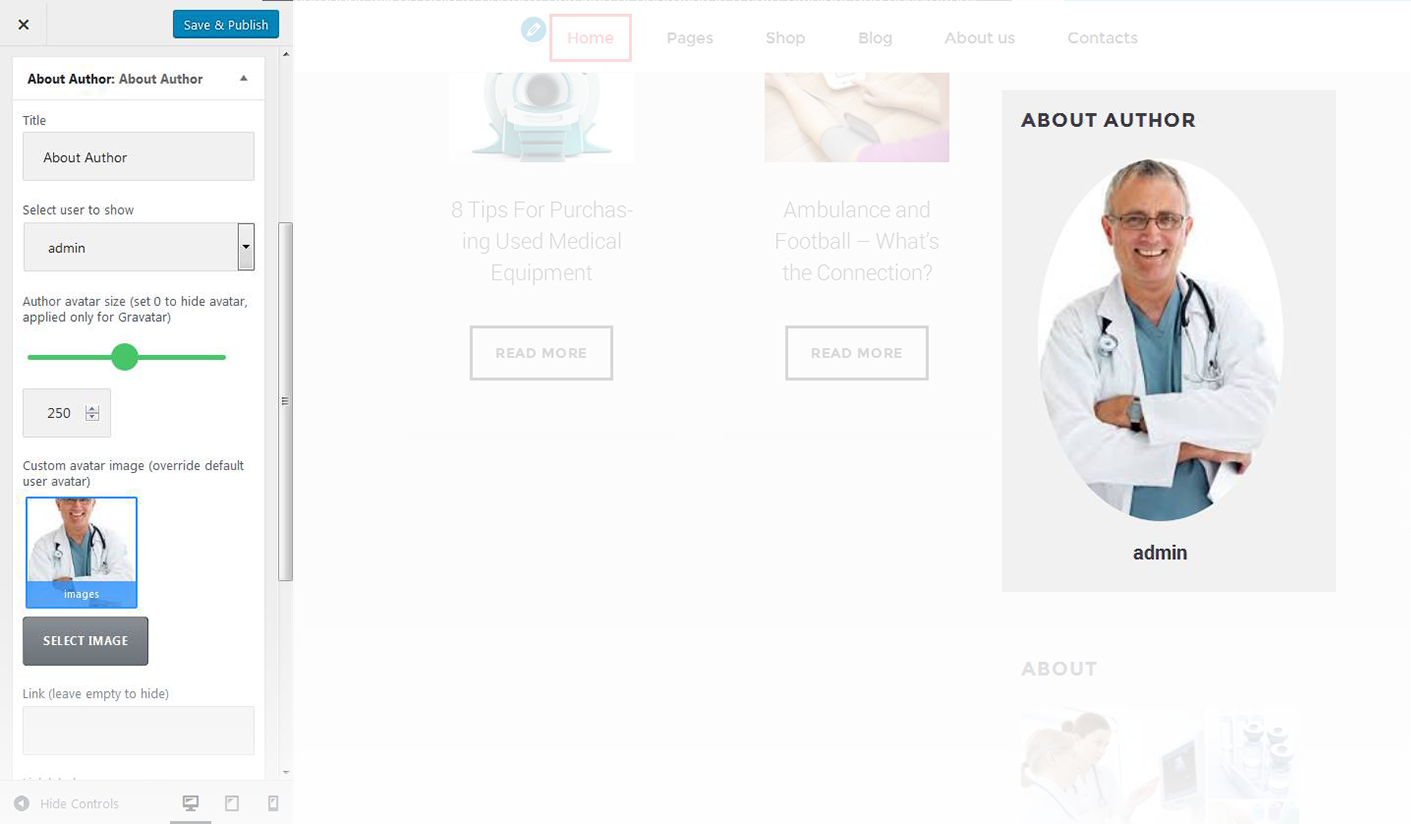 Save & Publish
About Author: About Author
Title
About Author
Select user to show
admin
Author avatar size (set 0 to hide avatar,
applied only for Gravatar)
250
Custom avatar image (override default
user avatar)
images
SELECT IMAGE
Link (leave empty to hide)
Hide Controls
Home
Pages
Shop
Blog
About us
Contacts
8 Tips For Purchas-
ing Used Medical
Equipment
READ MORE
Ambulance and
Football – What's
the Connection?
READ MORE
ABOUT AUTHOR
admin
ABOUT